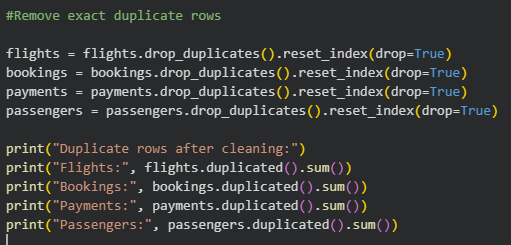 #Remove exact duplicate rows
flights = flights.drop_duplicates().reset_index(drop=True)
bookings = bookings.drop_duplicates().reset_index(drop=True)
payments = payments.drop_duplicates().reset_index(drop=True)
passengers = passengers.drop_duplicates().reset_index(drop=True)
print("Duplicate rows after cleaning:")
print("Flights:", flights.duplicated().sum())
print("Bookings:", bookings.duplicated().sum())
print("Payments:", payments.duplicated().sum())
print("Passengers:", passengers.duplicated().sum())